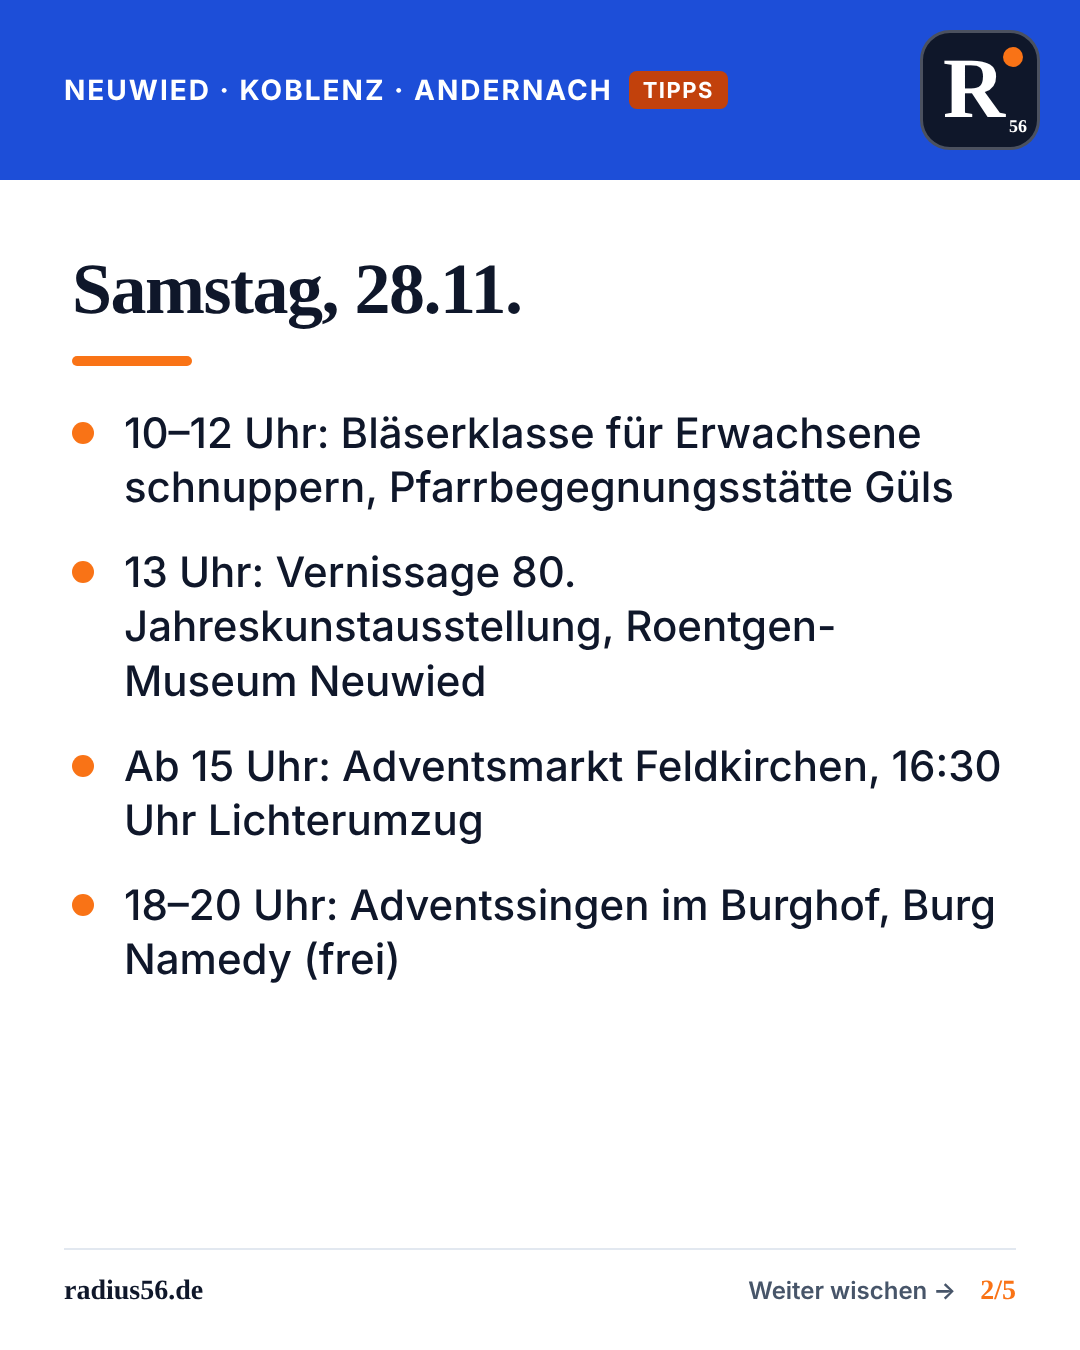 NEUWIED · KOBLENZ · ANDERNACH TIPPS
R
56
Samstag, 28.11.
10–12 Uhr: Bläserklasse für Erwachsene
schnuppern, Pfarrbegegnungsstätte Güls
13 Uhr: Vernissage 80.
Jahreskunstausstellung, Roentgen-
Museum Neuwied
Ab 15 Uhr: Adventsmarkt Feldkirchen, 16:30
Uhr Lichterumzug
18–20 Uhr: Adventssingen im Burghof, Burg
Namedy (frei)
radius56.de
Weiter wischen → 2/5